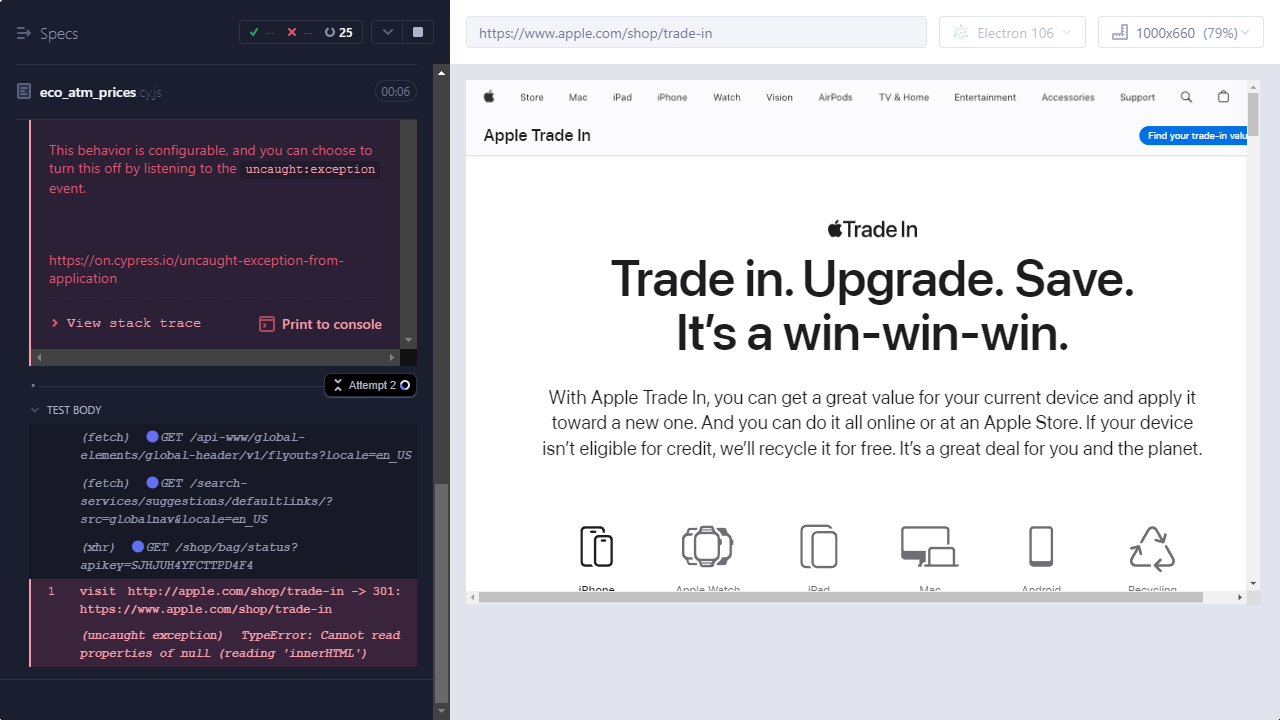 Specs
-- -- 25
eco_atm_prices.cy.js
00:06
This behavior is configurable, and you can choose to
turn this off by listening to the uncaught:exception
event.
https://on.cypress.io/uncaught-exception-from-
application
View stack trace
Print to console
Attempt 2
TEST BODY
(fetch) GET /api-www/global-
elements/global-header/v1/flyouts?locale=en_US
(fetch) GET /search-
services/suggestions/defaultlinks/?
src=globalnav&locale=en_US
(xhr) GET /shop/bag/status?
apikey=SJHJUH4YFCTTPD4F4
1 visit http://apple.com/shop/trade-in -> 301:
https://www.apple.com/shop/trade-in
(uncaught exception) TypeError: Cannot read
properties of null (reading 'innerHTML')
https://www.apple.com/shop/trade-in
Electron 106
1000x660 (79%)
Store Mac iPad iPhone Watch Vision AirPods TV & Home Entertainment Accessories Support
Apple Trade In
Find your trade-in valu
Trade In
Trade in. Upgrade. Save.
It’s a win-win-win.
With Apple Trade In, you can get a great value for your current device and apply it
toward a new one. And you can do it all online or at an Apple Store. If your device
isn’t eligible for credit, we’ll recycle it for free. It’s a great deal for you and the planet.
iPhone Apple Watch iPad Mac Android Recycling